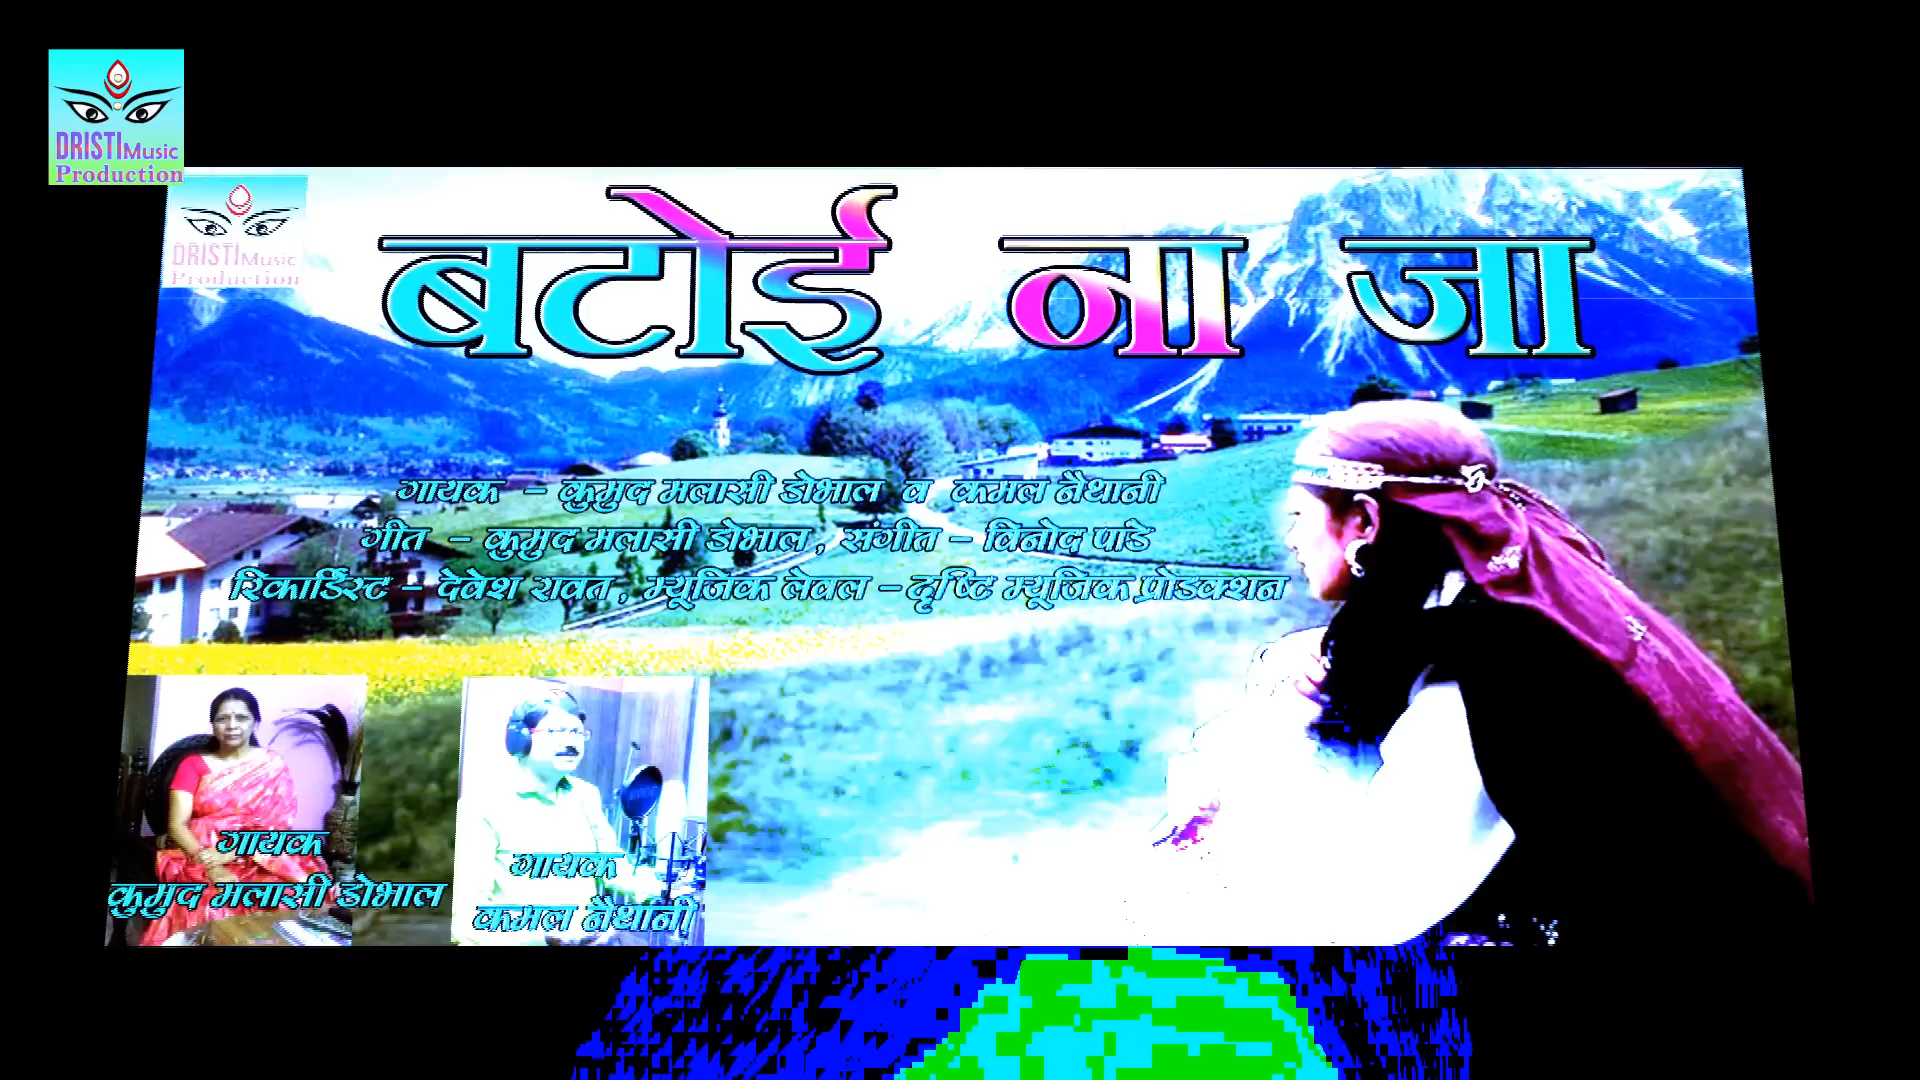 DRISTI Music
Production
DRISTI Music
Production
बटोई ना जा
गायक - कुमुद मलासी डोभाल व कमल नैथानी
गीत - कुमुद मलासी डोभाल, संगीत - विनोद पांडे
रिकार्डिस्ट - देवेश रावत, म्यूजिक लेवल - दृष्टि म्यूजिक प्रोडक्शन
गायक
कुमुद मलासी डोभाल
गायक
कमल नैथानी